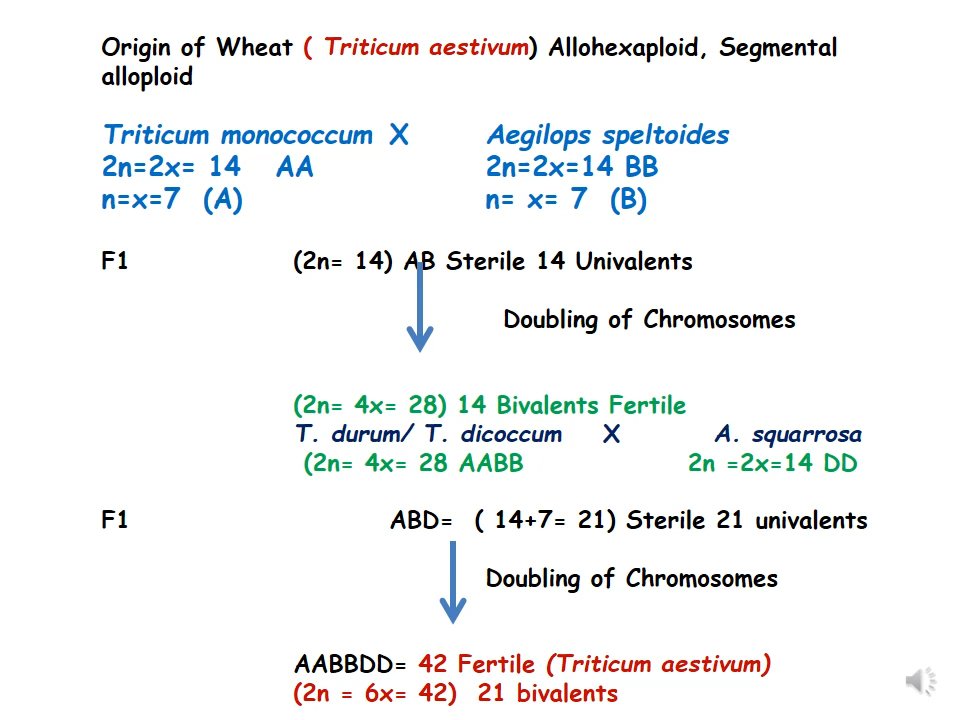 Origin of Wheat ( Triticum aestivum) Allohexaploid, Segmental
alloploid
Triticum monococcum X Aegilops speltoides
2n=2x= 14 AA 2n=2x=14 BB
n=x=7 (A) n= x= 7 (B)
F1 (2n= 14) AB Sterile 14 Univalents
Doubling of Chromosomes
(2n= 4x= 28) 14 Bivalents Fertile
T. durum/ T. dicoccum X A. squarrosa
(2n= 4x= 28 AABB 2n =2x=14 DD
F1 ABD= ( 14+7= 21) Sterile 21 univalents
Doubling of Chromosomes
AABBDD= 42 Fertile (Triticum aestivum)
(2n = 6x= 42) 21 bivalents